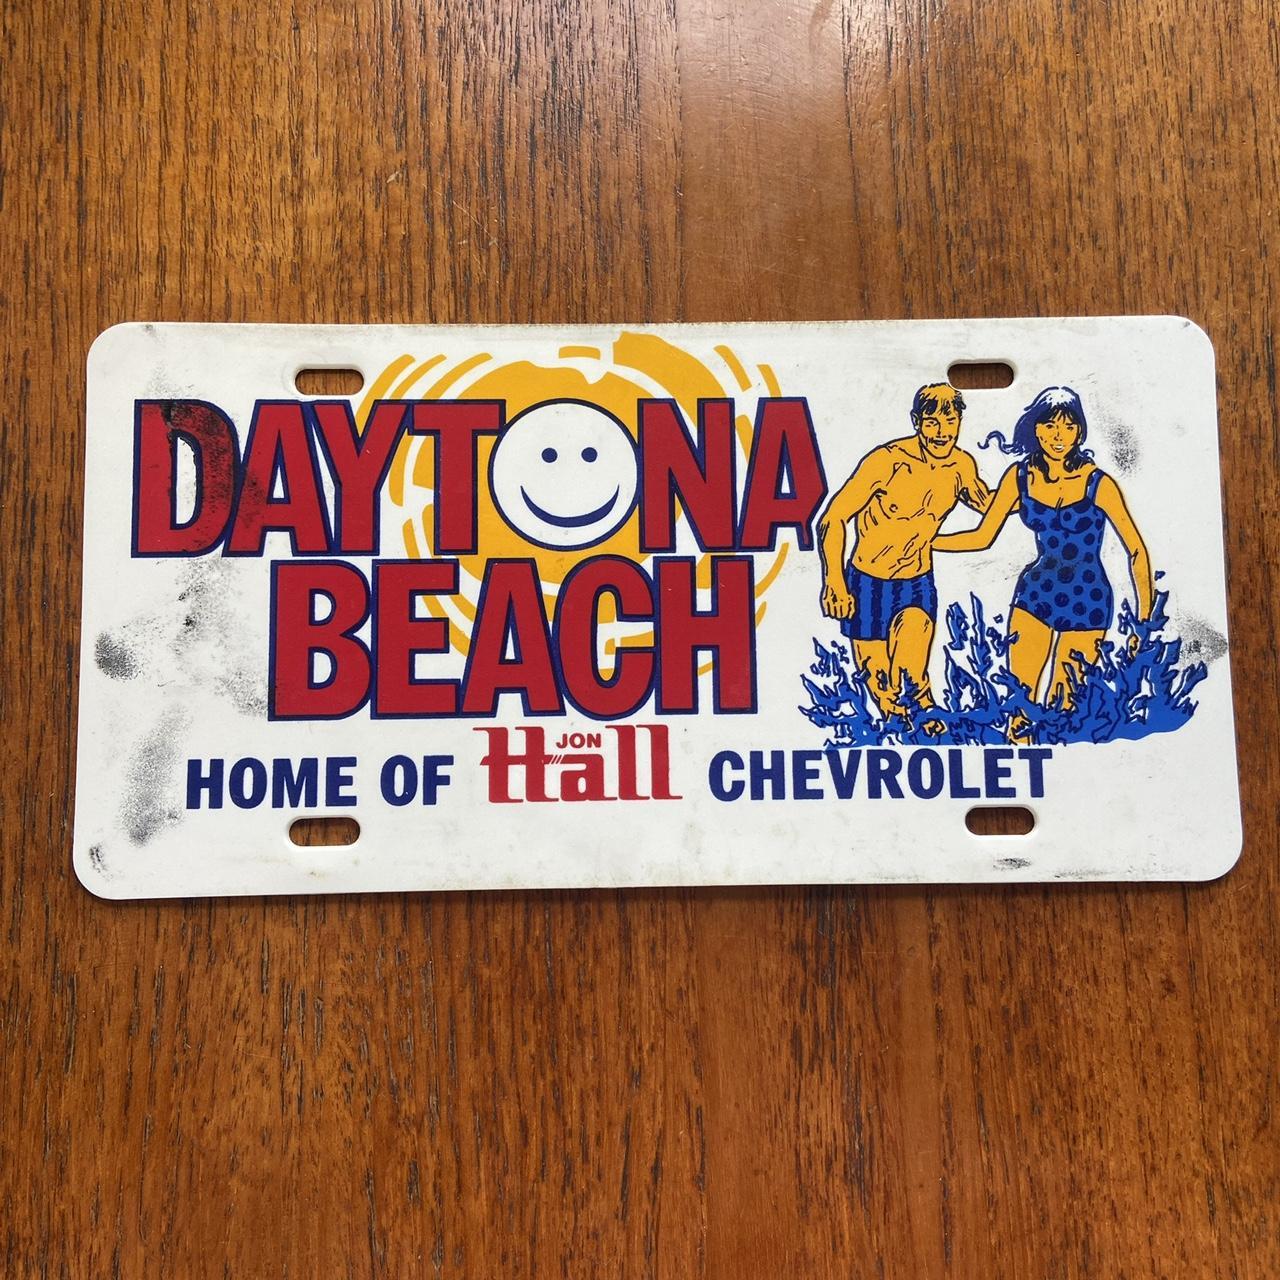 DAYTONA
BEACH
HOME OF JON Hall CHEVROLET